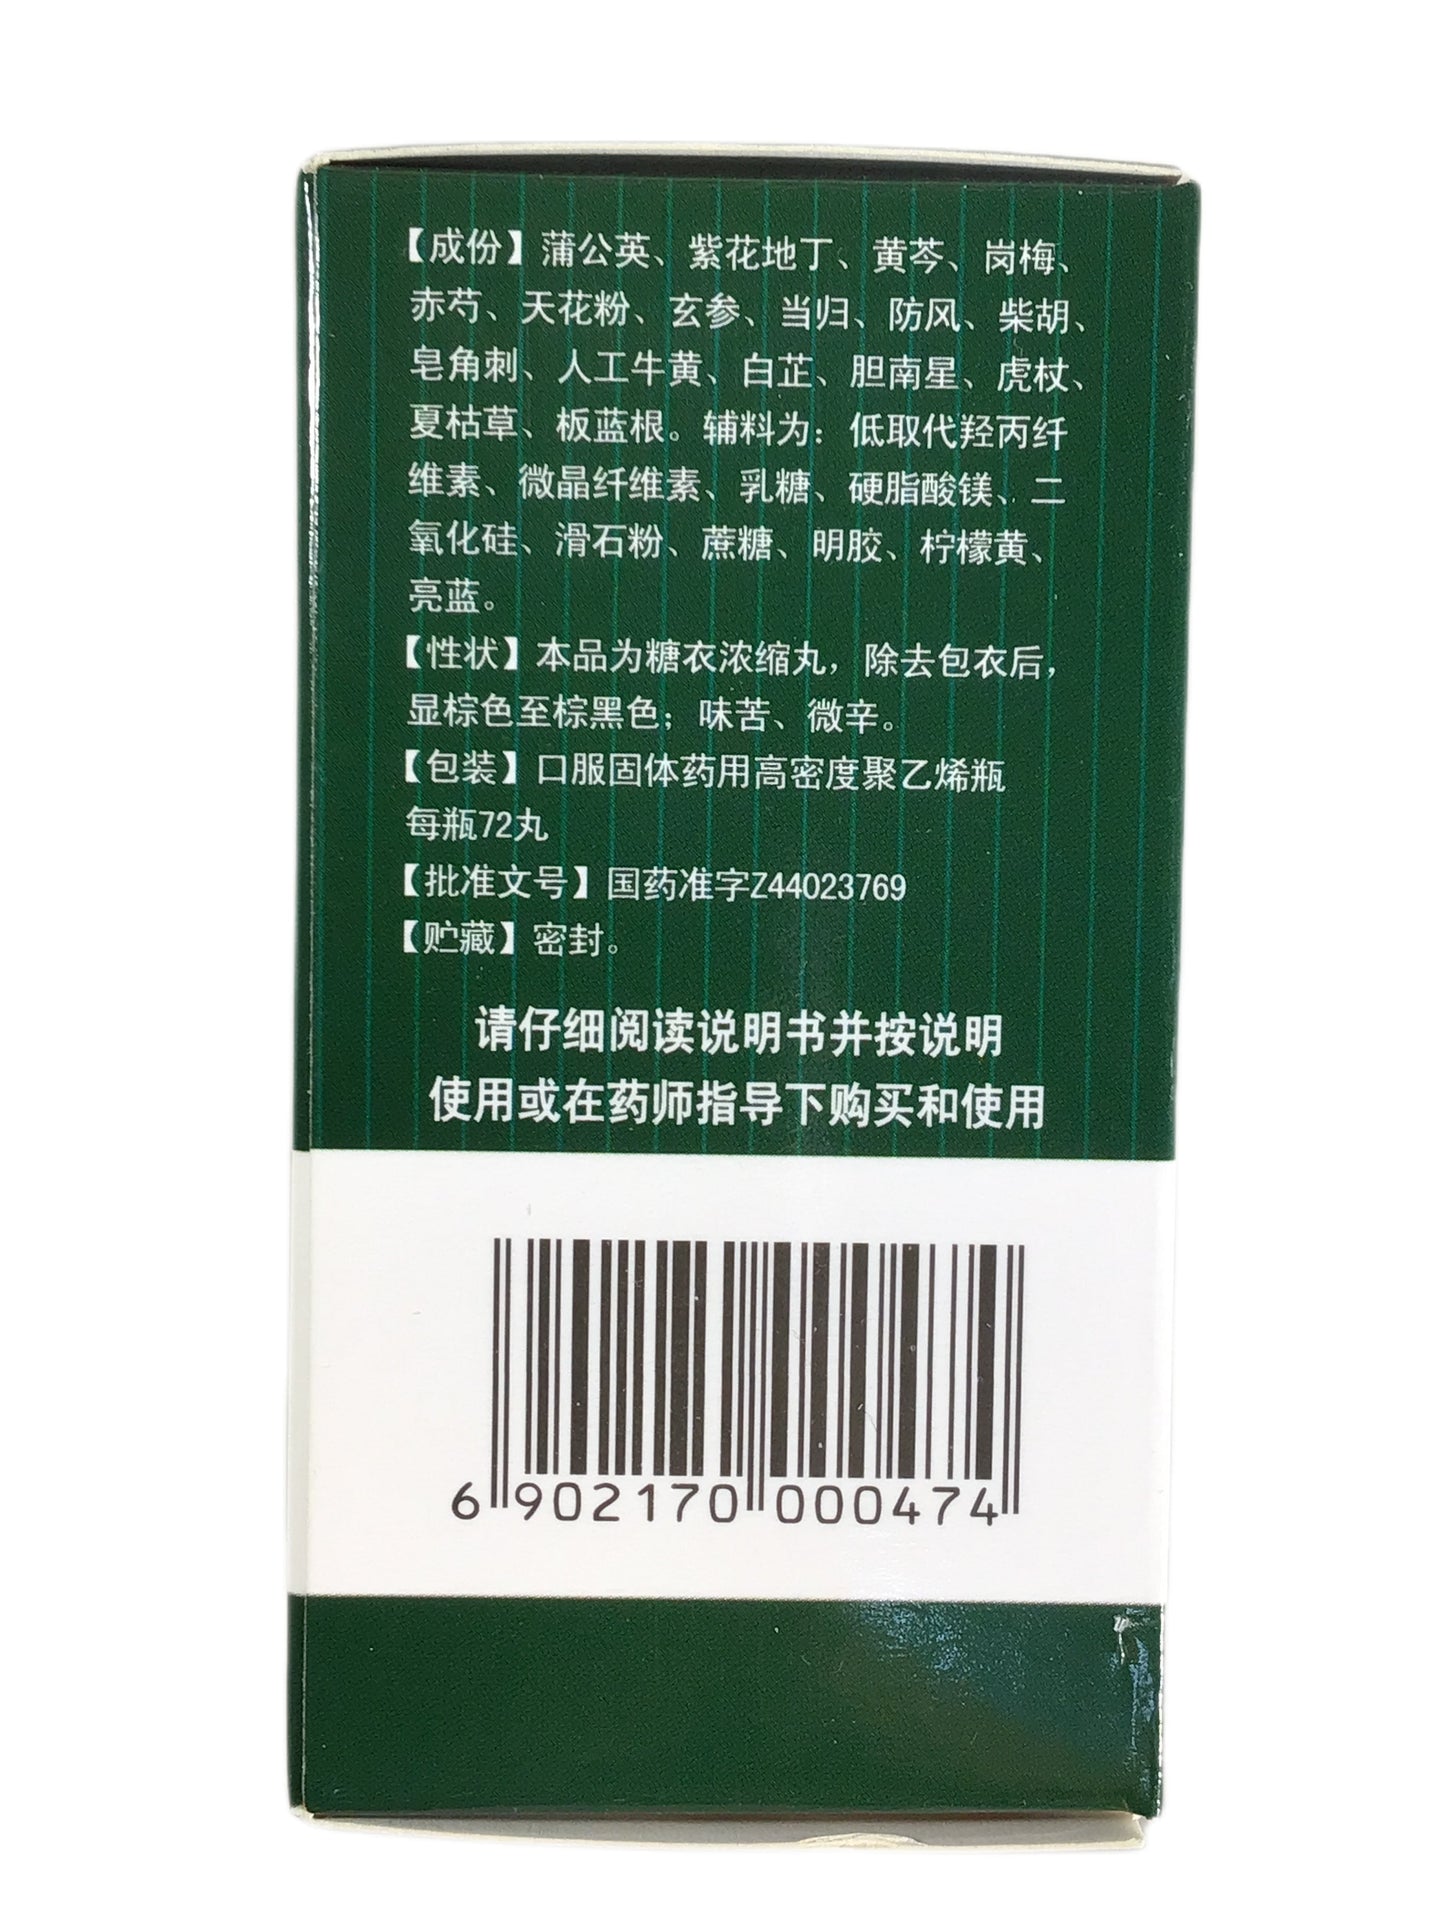 【成份】蒲公英、紫花地丁、黄芩、岗梅、
赤芍、天花粉、玄参、当归、防风、柴胡、
皂角刺、人工牛黄、白芷、胆南星、虎杖、
夏枯草、板蓝根。辅料为：低取代羟丙纤
维素、微晶纤维素、乳糖、硬脂酸镁、二
氧化硅、滑石粉、蔗糖、明胶、柠檬黄、
亮蓝。
【性状】本品为糖衣浓缩丸，除去包衣后，
显棕色至棕黑色；味苦、微辛。
【包装】口服固体药用高密度聚乙烯瓶
每瓶72丸
【批准文号】国药准字Z44023769
【贮藏】密封。
请仔细阅读说明书并按说明
使用或在药师指导下购买和使用
6 902170 000474